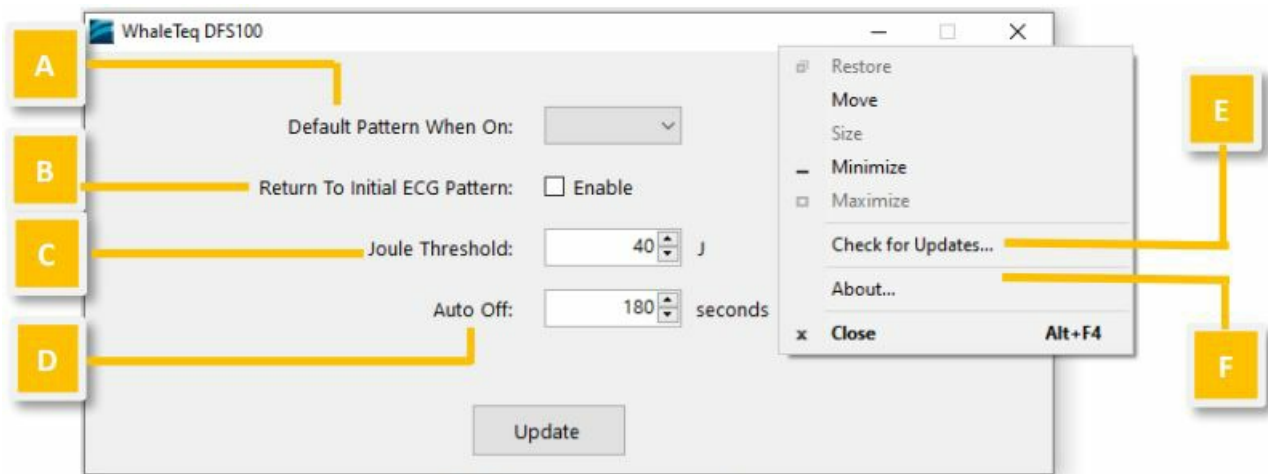 WhaleTeq DFS100
A
Default Pattern When On:
B
Return To Initial ECG Pattern: Enable
C
Joule Threshold: 40 J
D
Auto Off: 180 seconds
Update
Restore
Move
Size
Minimize
Maximize
Check for Updates...
About...
x Close Alt+F4
E
F